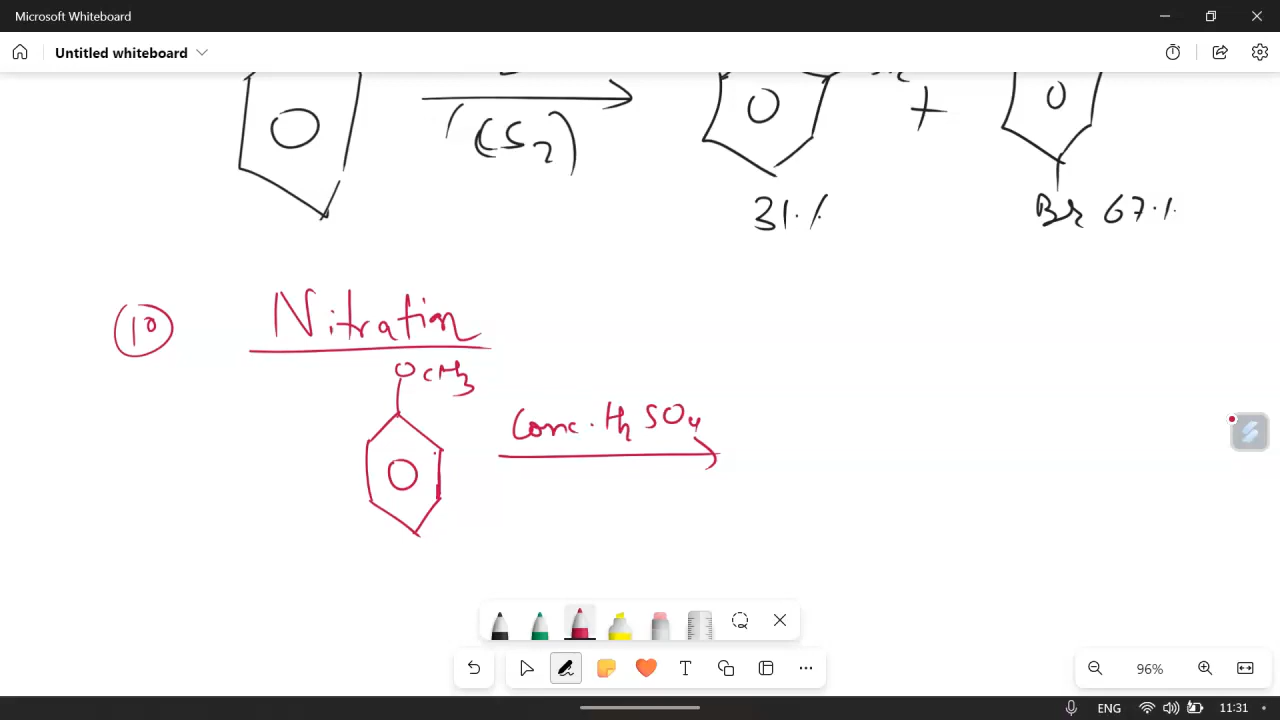 Microsoft Whiteboard
Untitled whiteboard
(CS2)
+
31.%
Br 67.%
10
Nitration
OCH3
Conc. H2SO4
96%
ENG
11:31